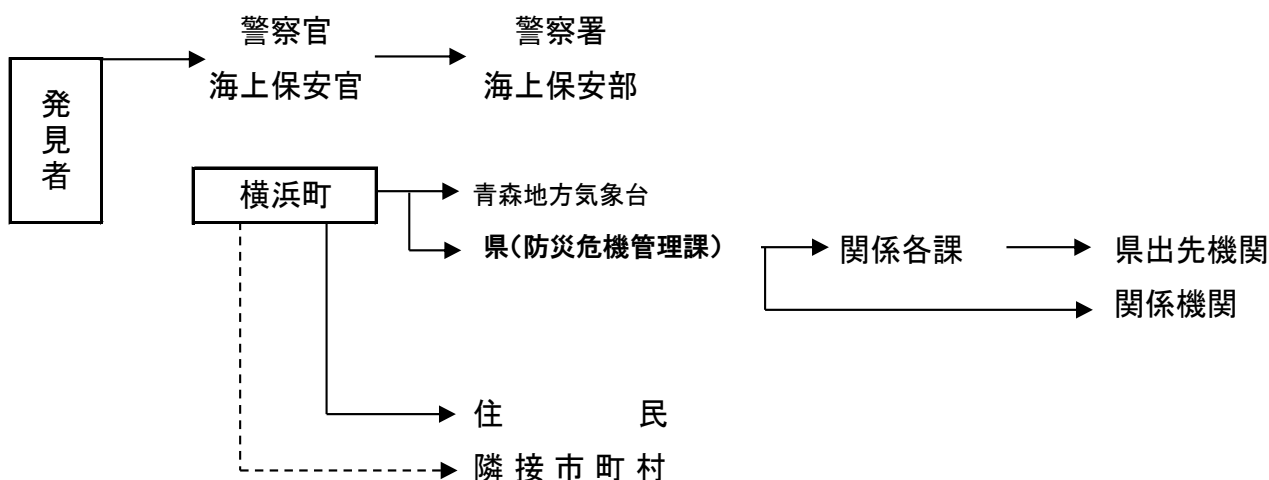 警察官
海上保安官
警察署
海上保安部
発見者
横浜町
青森地方気象台
県(防災危機管理課)
関係各課
県出先機関
関係機関
住民
隣接市町村